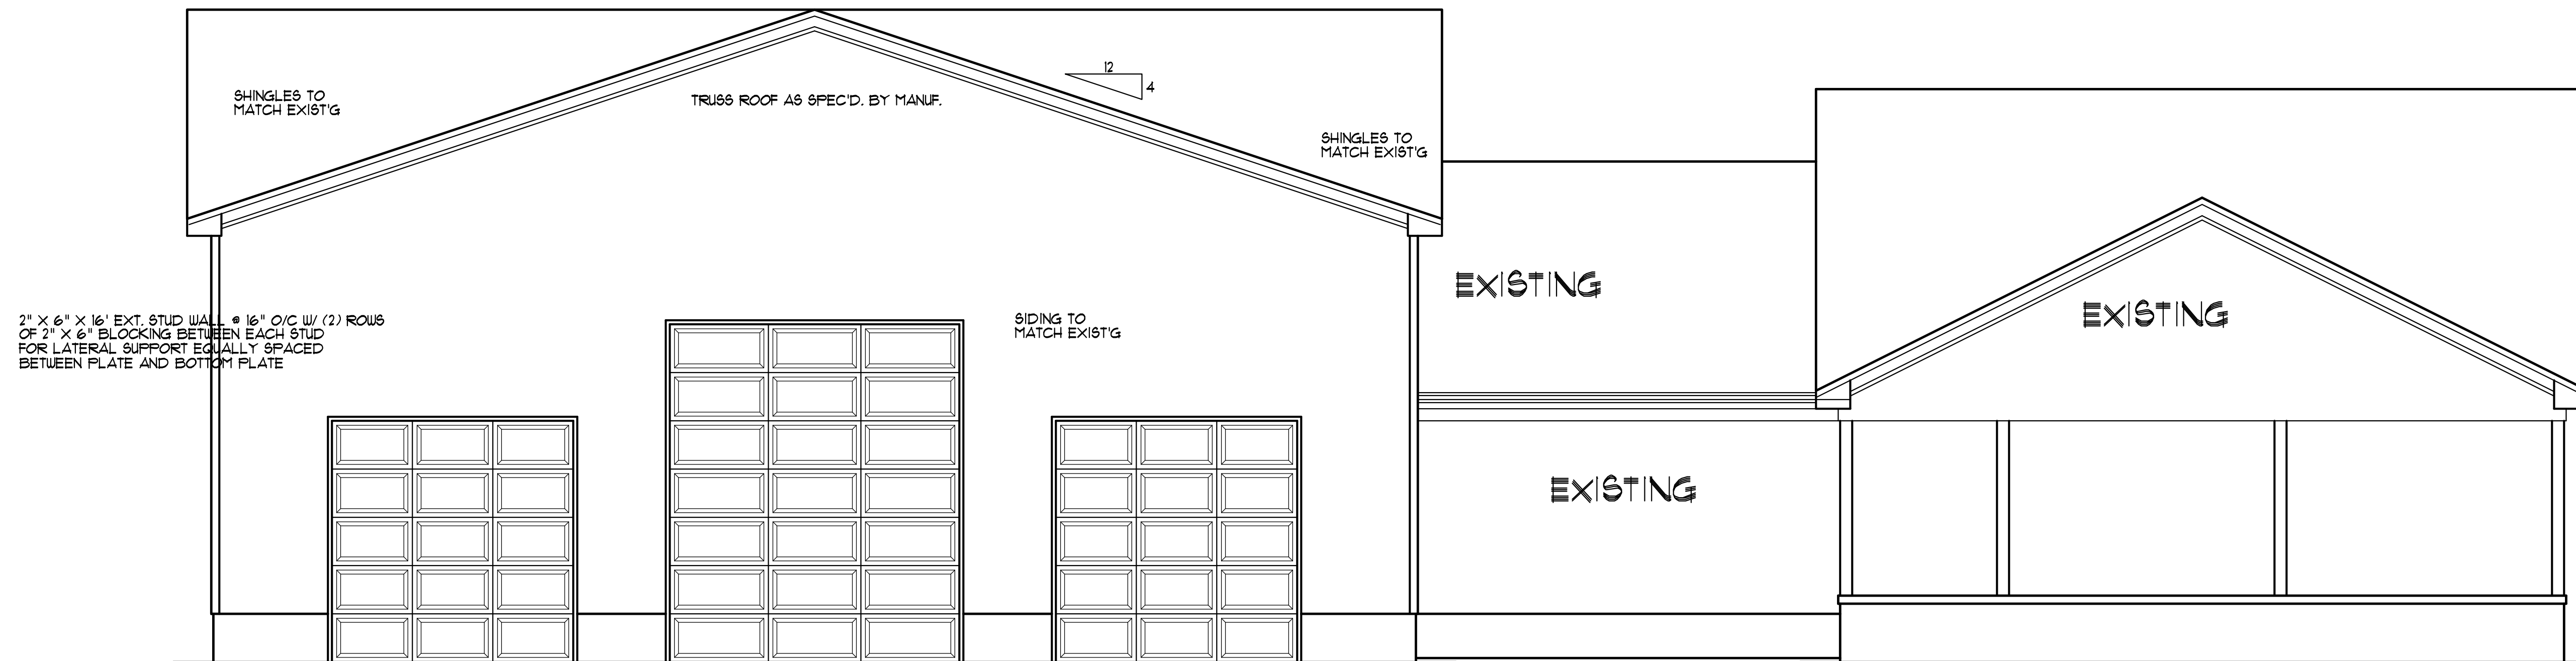 12
4
SHINGLES TO
MATCH EXIST'G
TRUSS ROOF AS SPEC'D. BY MANUF.
SHINGLES TO
MATCH EXIST'G
EXISTING
EXISTING
2" X 6" X 16' EXT. STUD WALL @ 16" O/C W/ (2) ROWS
OF 2" X 6" BLOCKING BETWEEN EACH STUD
FOR LATERAL SUPPORT EQUALLY SPACED
BETWEEN PLATE AND BOTTOM PLATE
SIDING TO
MATCH EXIST'G
EXISTING